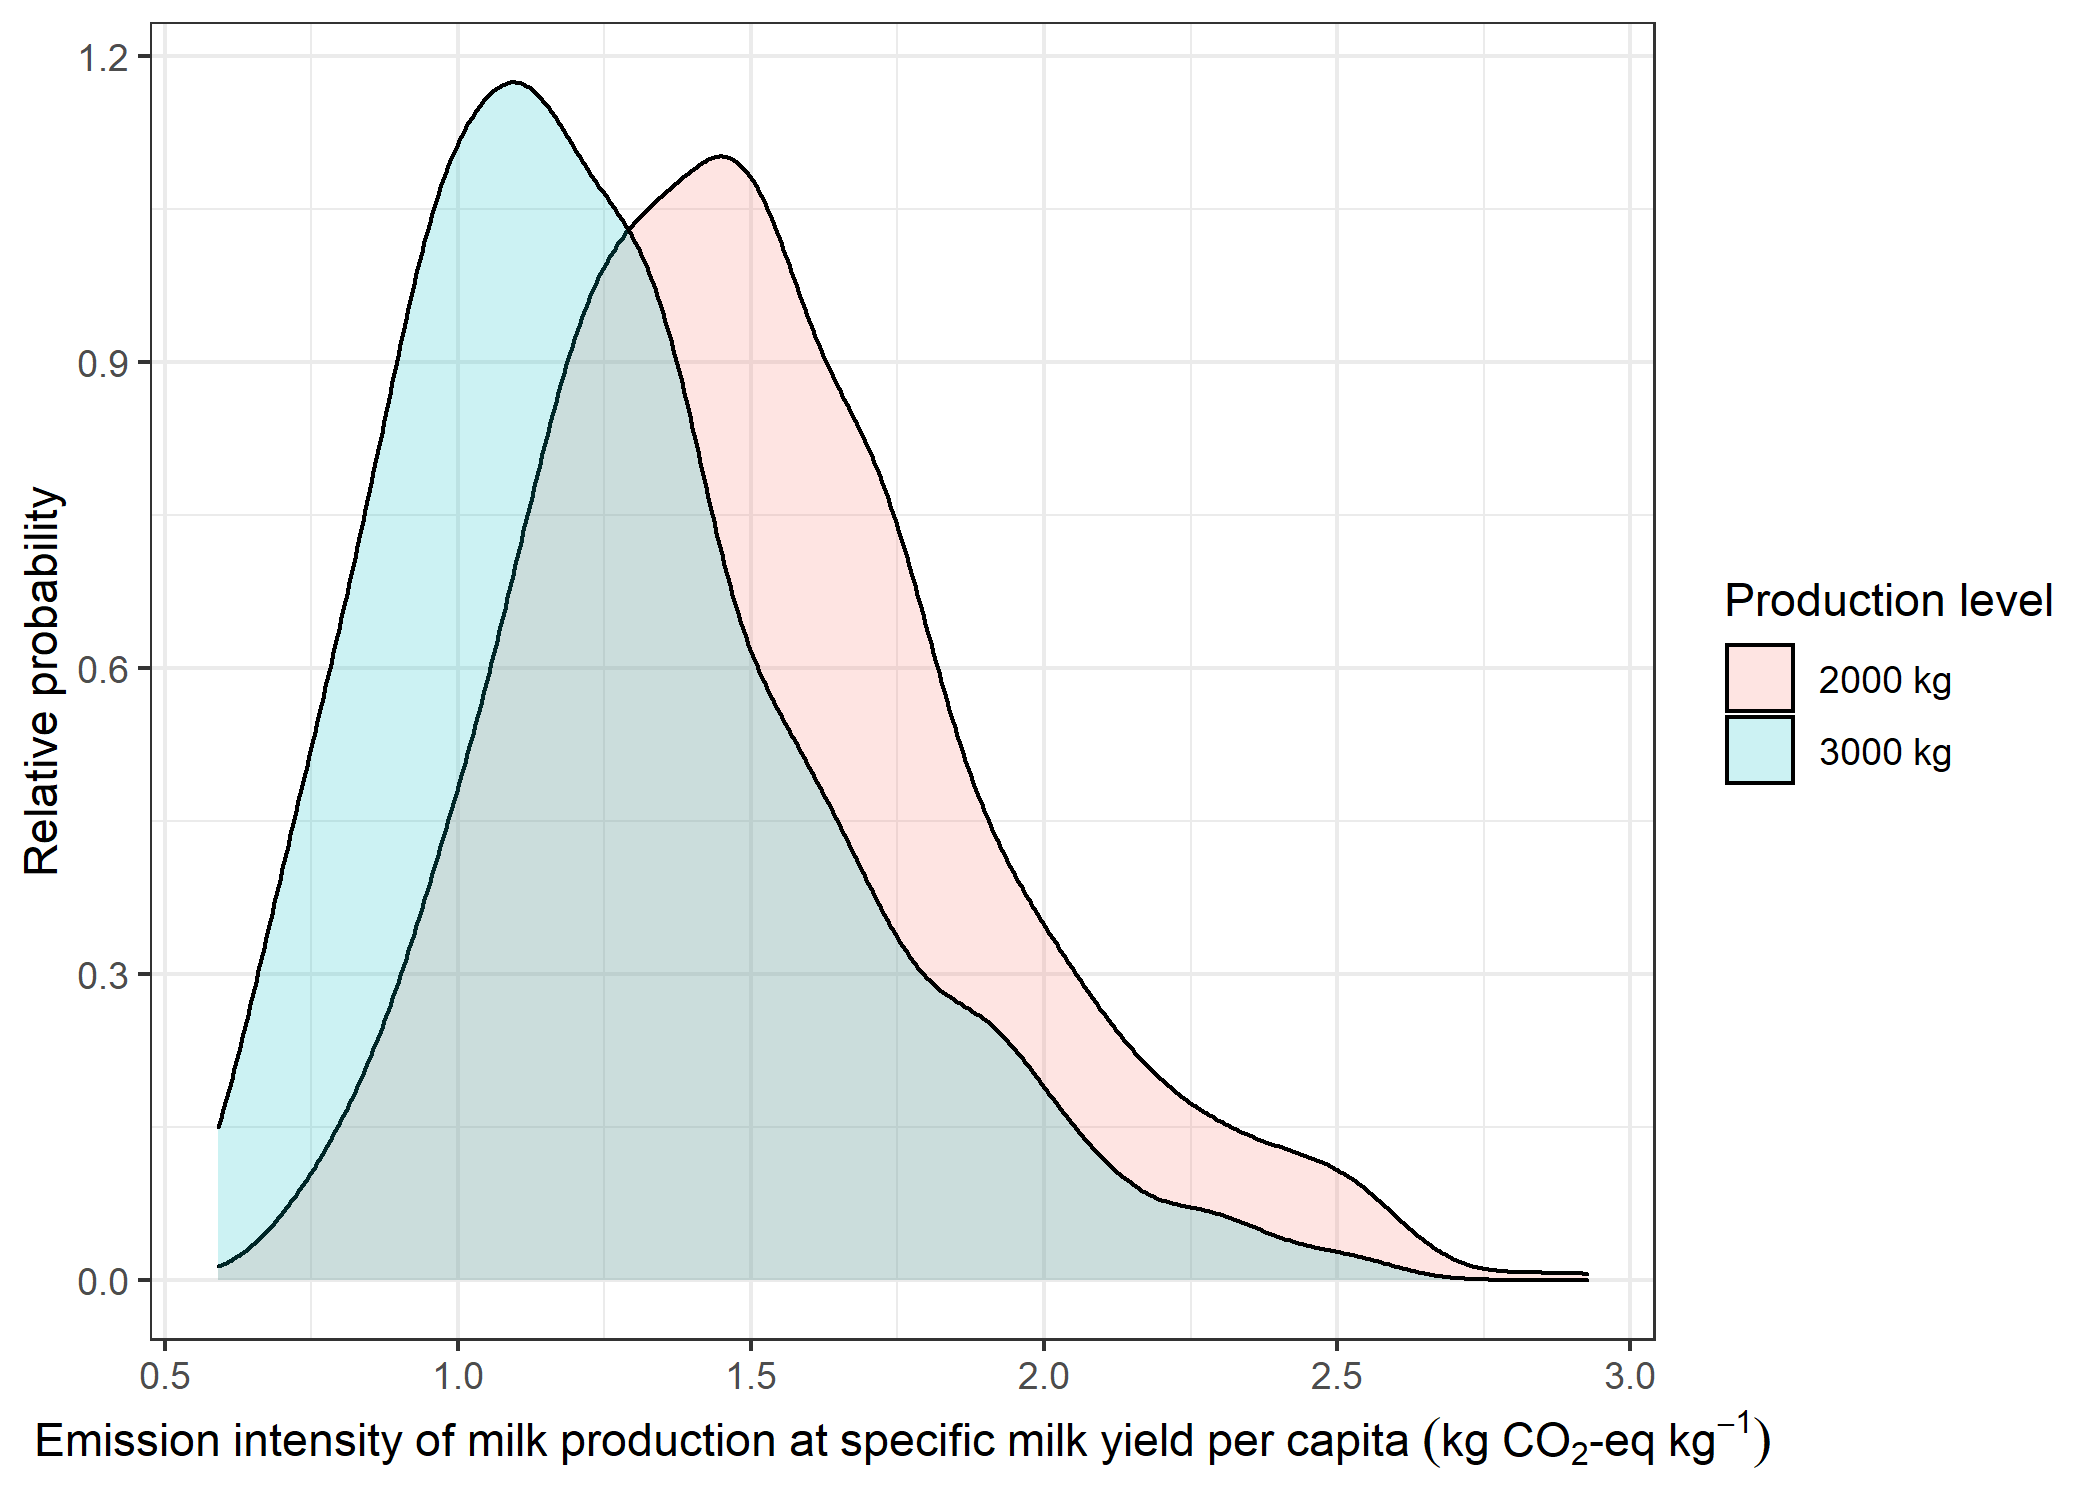 1.2
0.9
0.6
0.3
0.0
Relative probability
0.5 1.0 1.5 2.0 2.5 3.0
Emission intensity of milk production at specific milk yield per capita (kg CO₂-eq kg⁻¹)
Production level
2000 kg
3000 kg